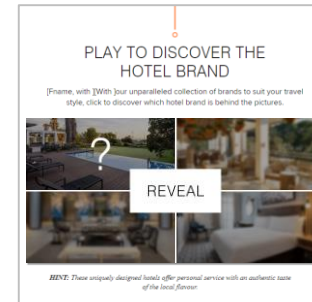 PLAY TO DISCOVER THE
HOTEL BRAND
[Fname, with ][With ]our unparalleled collection of brands to suit your travel
style, click to discover which hotel brand is behind the pictures.
?
REVEAL
HINT: These uniquely designed hotels offer personal service with an authentic taste
of the local flavour.